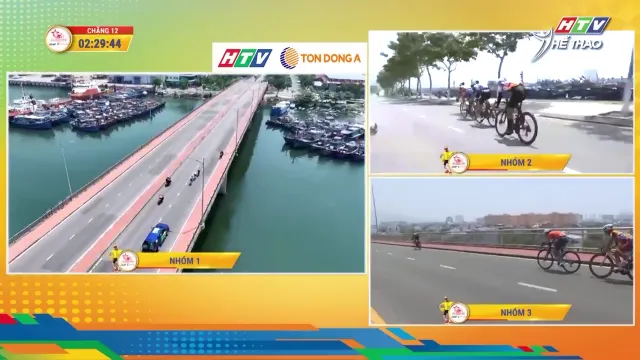 CHẶNG 12
02:29:44
HTV
TON DONG A
HTV
THỂ THAO
NHÓM 1
NHÓM 2
NHÓM 3